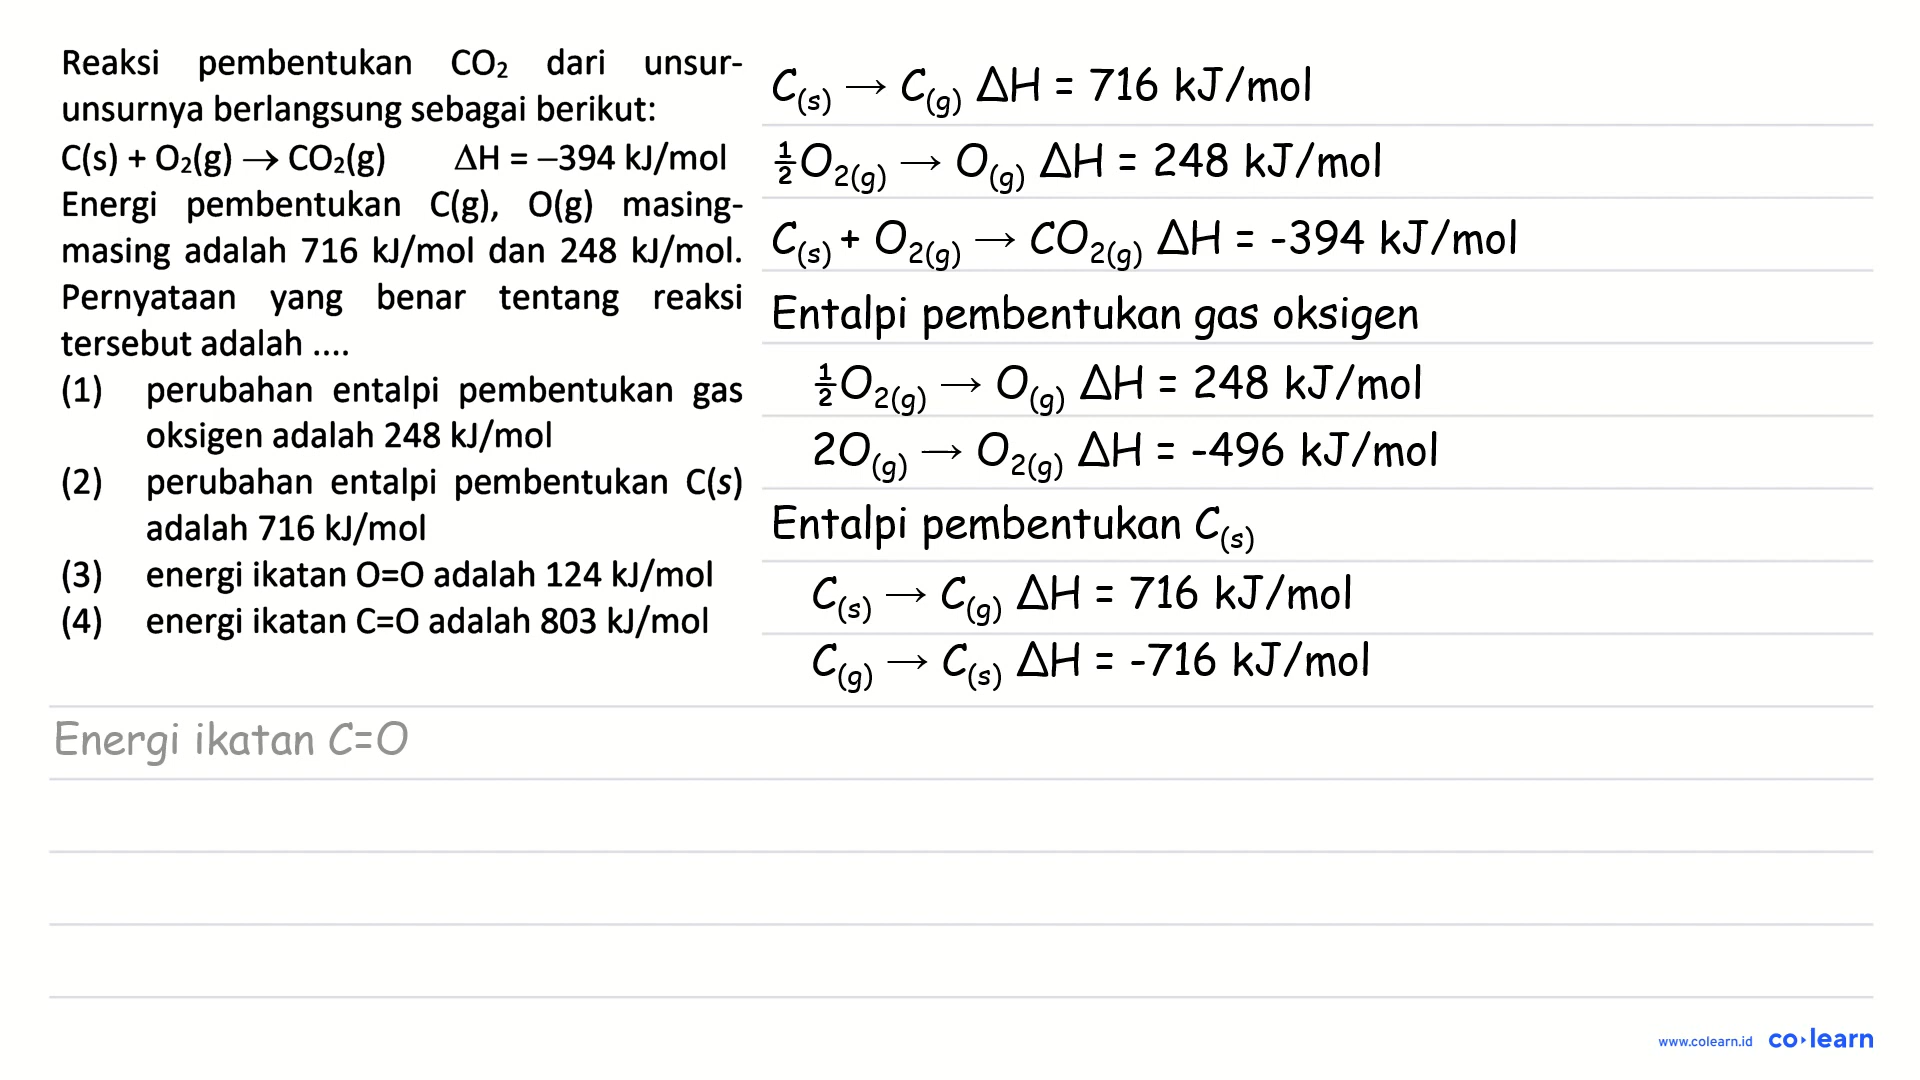 Reaksi pembentukan CO₂ dari unsur-
unsurnya berlangsung sebagai berikut:
C(s) + O₂(g) → CO₂(g) ΔH = −394 kJ/mol
Energi pembentukan C(g), O(g) masing-
masing adalah 716 kJ/mol dan 248 kJ/mol.
Pernyataan yang benar tentang reaksi
tersebut adalah ....
(1) perubahan entalpi pembentukan gas
oksigen adalah 248 kJ/mol
(2) perubahan entalpi pembentukan C(s)
adalah 716 kJ/mol
(3) energi ikatan O=O adalah 124 kJ/mol
(4) energi ikatan C=O adalah 803 kJ/mol
C(s) → C(g) ΔH = 716 kJ/mol
½O₂(g) → O(g) ΔH = 248 kJ/mol
C(s) + O₂(g) → CO₂(g) ΔH = -394 kJ/mol
Entalpi pembentukan gas oksigen
½O₂(g) → O(g) ΔH = 248 kJ/mol
2O(g) → O₂(g) ΔH = -496 kJ/mol
Entalpi pembentukan C(s)
C(s) → C(g) ΔH = 716 kJ/mol
C(g) → C(s) ΔH = -716 kJ/mol
Energi ikatan C=O
www.colearn.id co·learn